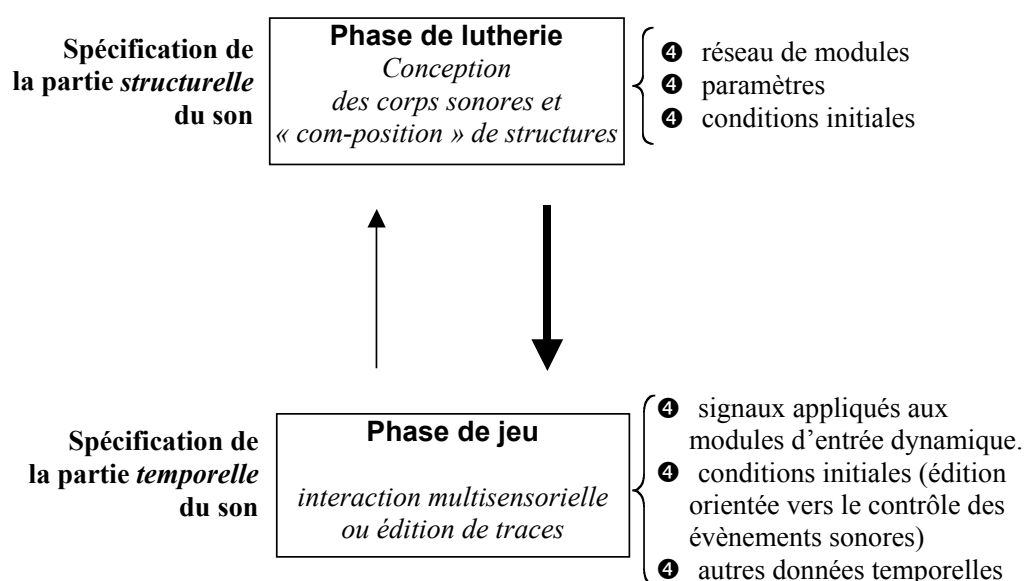 Spécification de
la partie structurelle
du son
Phase de lutherie
Conception
des corps sonores et
« com-position » de structures
❹ réseau de modules
❹ paramètres
❹ conditions initiales
Spécification de
la partie temporelle
du son
Phase de jeu
interaction multisensorielle
ou édition de traces
❹ signaux appliqués aux
modules d’entrée dynamique.
❹ conditions initiales (édition
orientée vers le contrôle des
évènements sonores)
❹ autres données temporelles